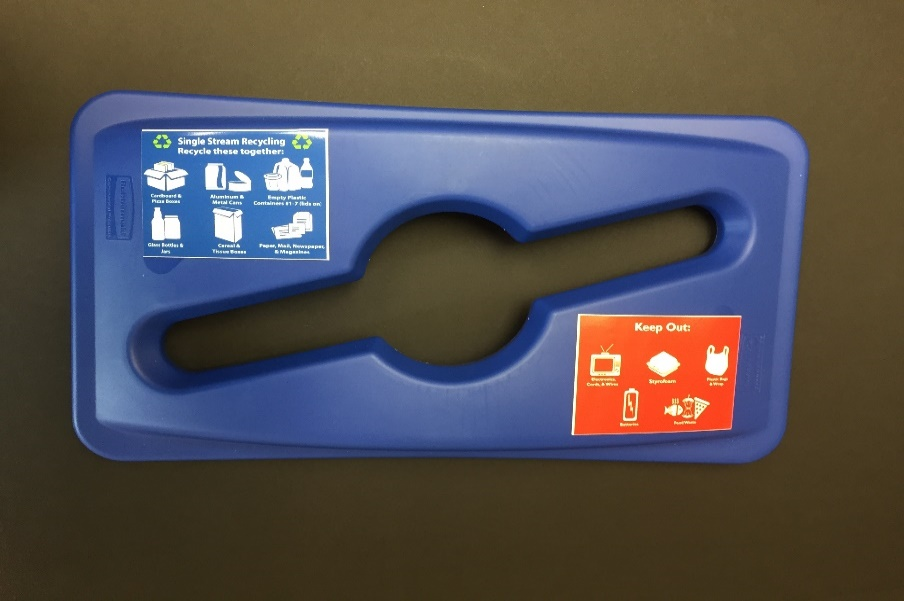 Single Stream Recycling
Recycle these together:
Cardboard &
Pizza Boxes
Aluminum &
Metal Cans
Empty Plastic
Containers #1-7 (lids on)
Glass Bottles &
Jars
Cereal &
Tissue Boxes
Paper, Mail, Newspaper,
& Magazines
Keep Out:
Electronics,
Cords, & Wires
Styrofoam
& Wrap
Batteries
Food Waste